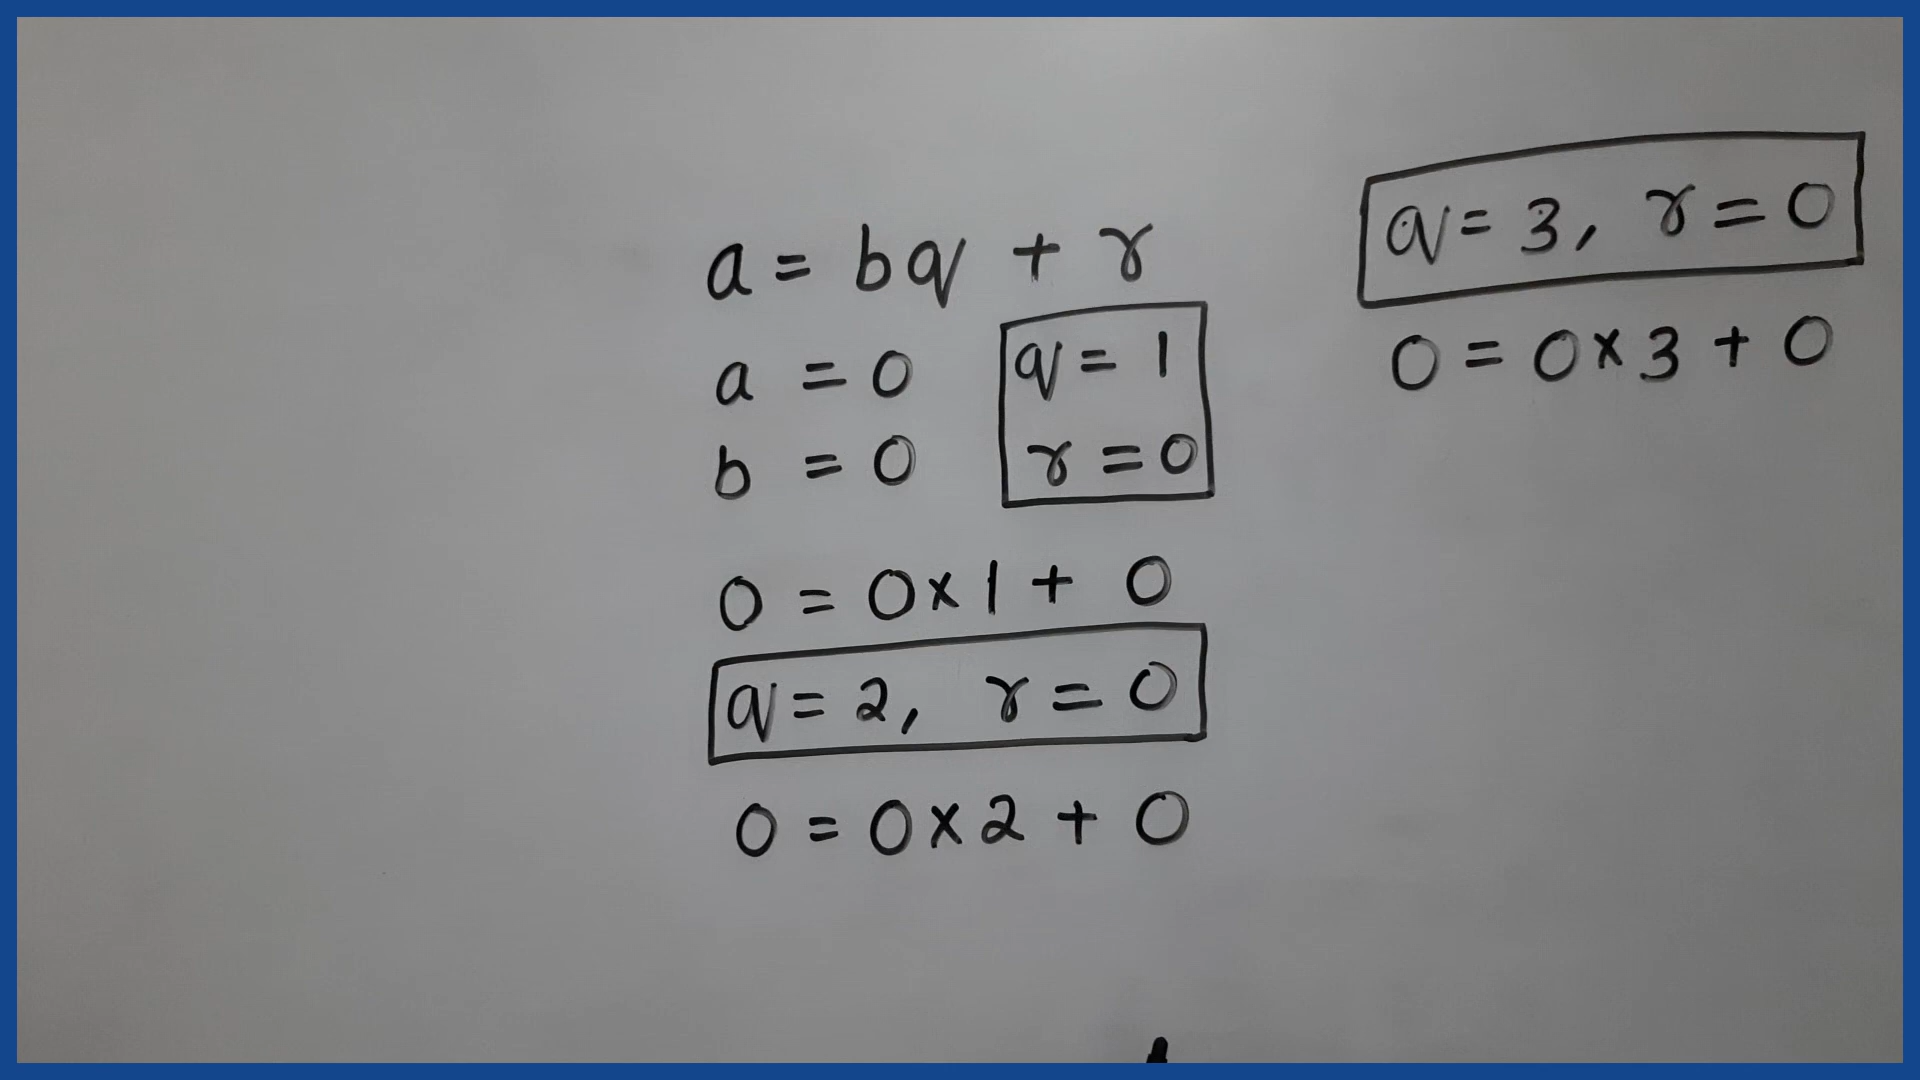 a = bq + r
a = 0
b = 0
q = 1
r = 0
0 = 0 × 1 + 0
q = 2, r = 0
0 = 0 × 2 + 0
q = 3, r = 0
0 = 0 × 3 + 0